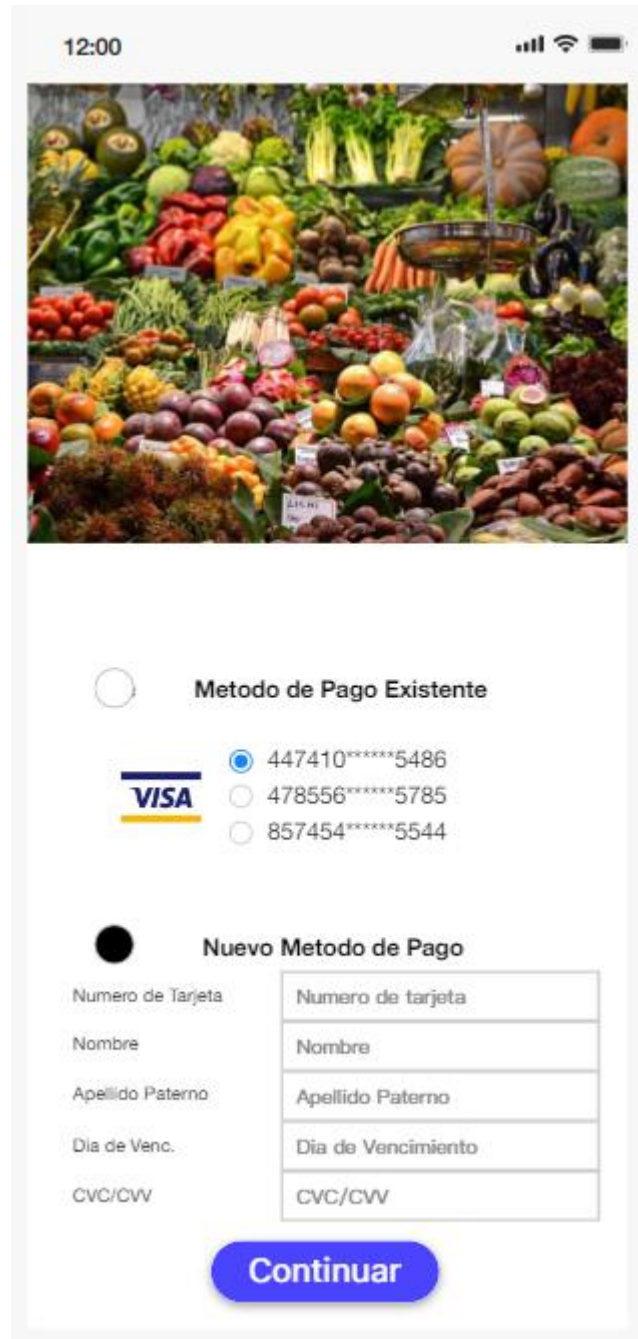 12:00
Metodo de Pago Existente
VISA
447410******5486
478556******5785
857454******5544
Nuevo Metodo de Pago
Numero de Tarjeta Numero de tarjeta
Nombre Nombre
Apellido Paterno Apellido Paterno
Dia de Venc. Dia de Vencimiento
CVC/CVV CVC/CVV
Continuar